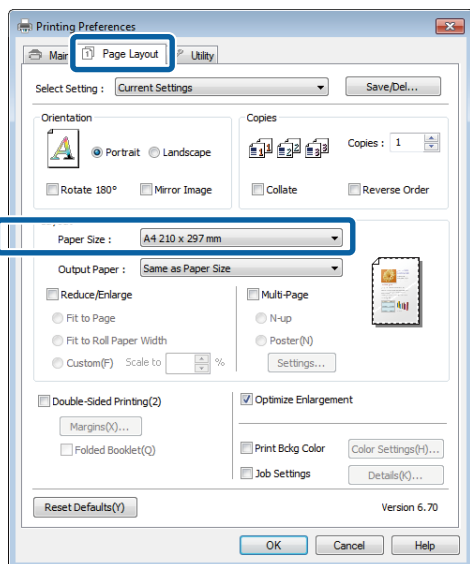 Printing Preferences
Main Page Layout Utility
Select Setting : Current Settings Save/Del...
Orientation Copies
Portrait Landscape Copies : 1
Rotate 180° Mirror Image Collate Reverse Order
Paper Size : A4 210 x 297 mm
Output Paper : Same as Paper Size
Reduce/Enlarge Multi-Page
Fit to Page N-up
Fit to Roll Paper Width Poster(N)
Custom(F) Scale to % Settings...
Double-Sided Printing(2) Optimize Enlargement
Margins(X)...
Folded Booklet(Q) Print Bckg Color Color Settings(H)...
Job Settings Details(K)...
Reset Defaults(Y) Version 6.70
OK Cancel Help